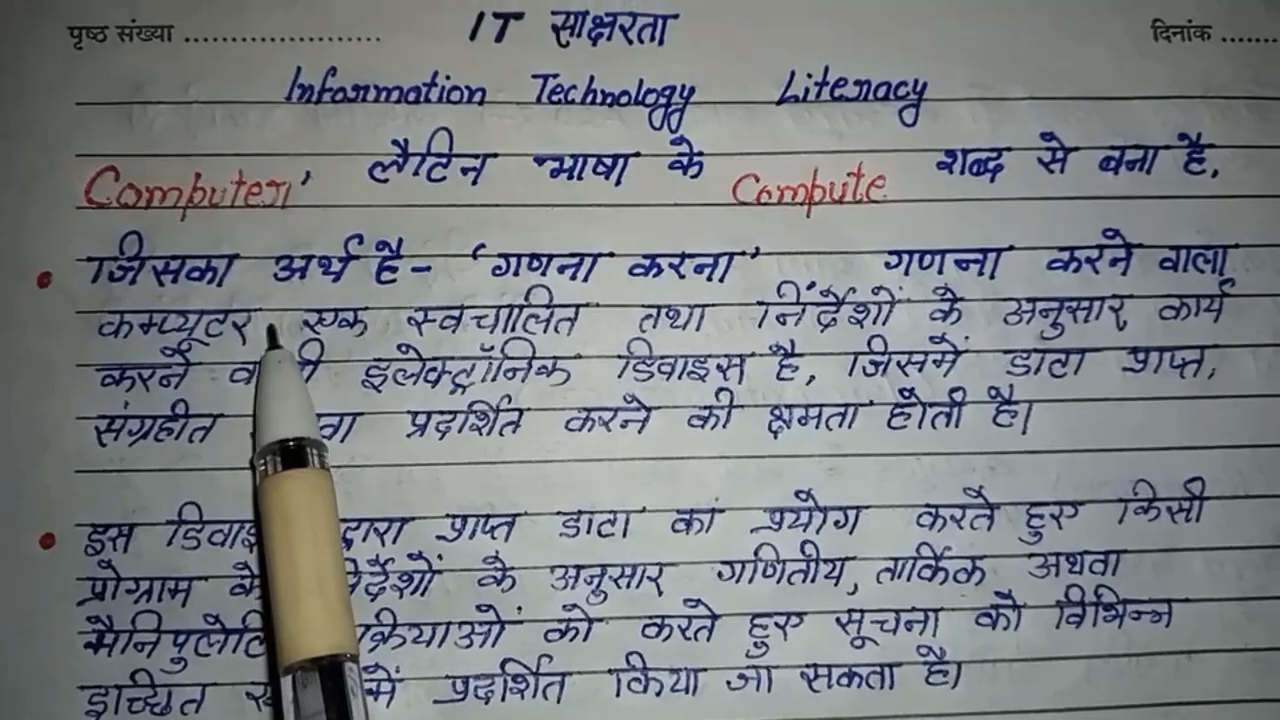 पृष्ठ संख्या .................... IT साक्षरता दिनांक .......
Information Technology Literacy
Computer, लैटिन भाषा के Compute शब्द से बना है,
जिसका अर्थ है- 'गणना करना' गणना करने वाला
कम्प्यूटर एक स्वचालित तथा निर्देशों के अनुसार कार्य
करने इलेक्ट्रॉनिक डिवाइस है, जिसमें डाटा प्राप्त,
संग्रहीत प्रदर्शित करने की क्षमता होती है।
इस प्राप्त डाटा का प्रयोग करते हुए किसी
प्रोग्राम के अनुसार गणितीय, तार्किक अथवा
को करते हुए सूचना को विभिन्न
इच्छित में प्रदर्शित किया जा सकता है।